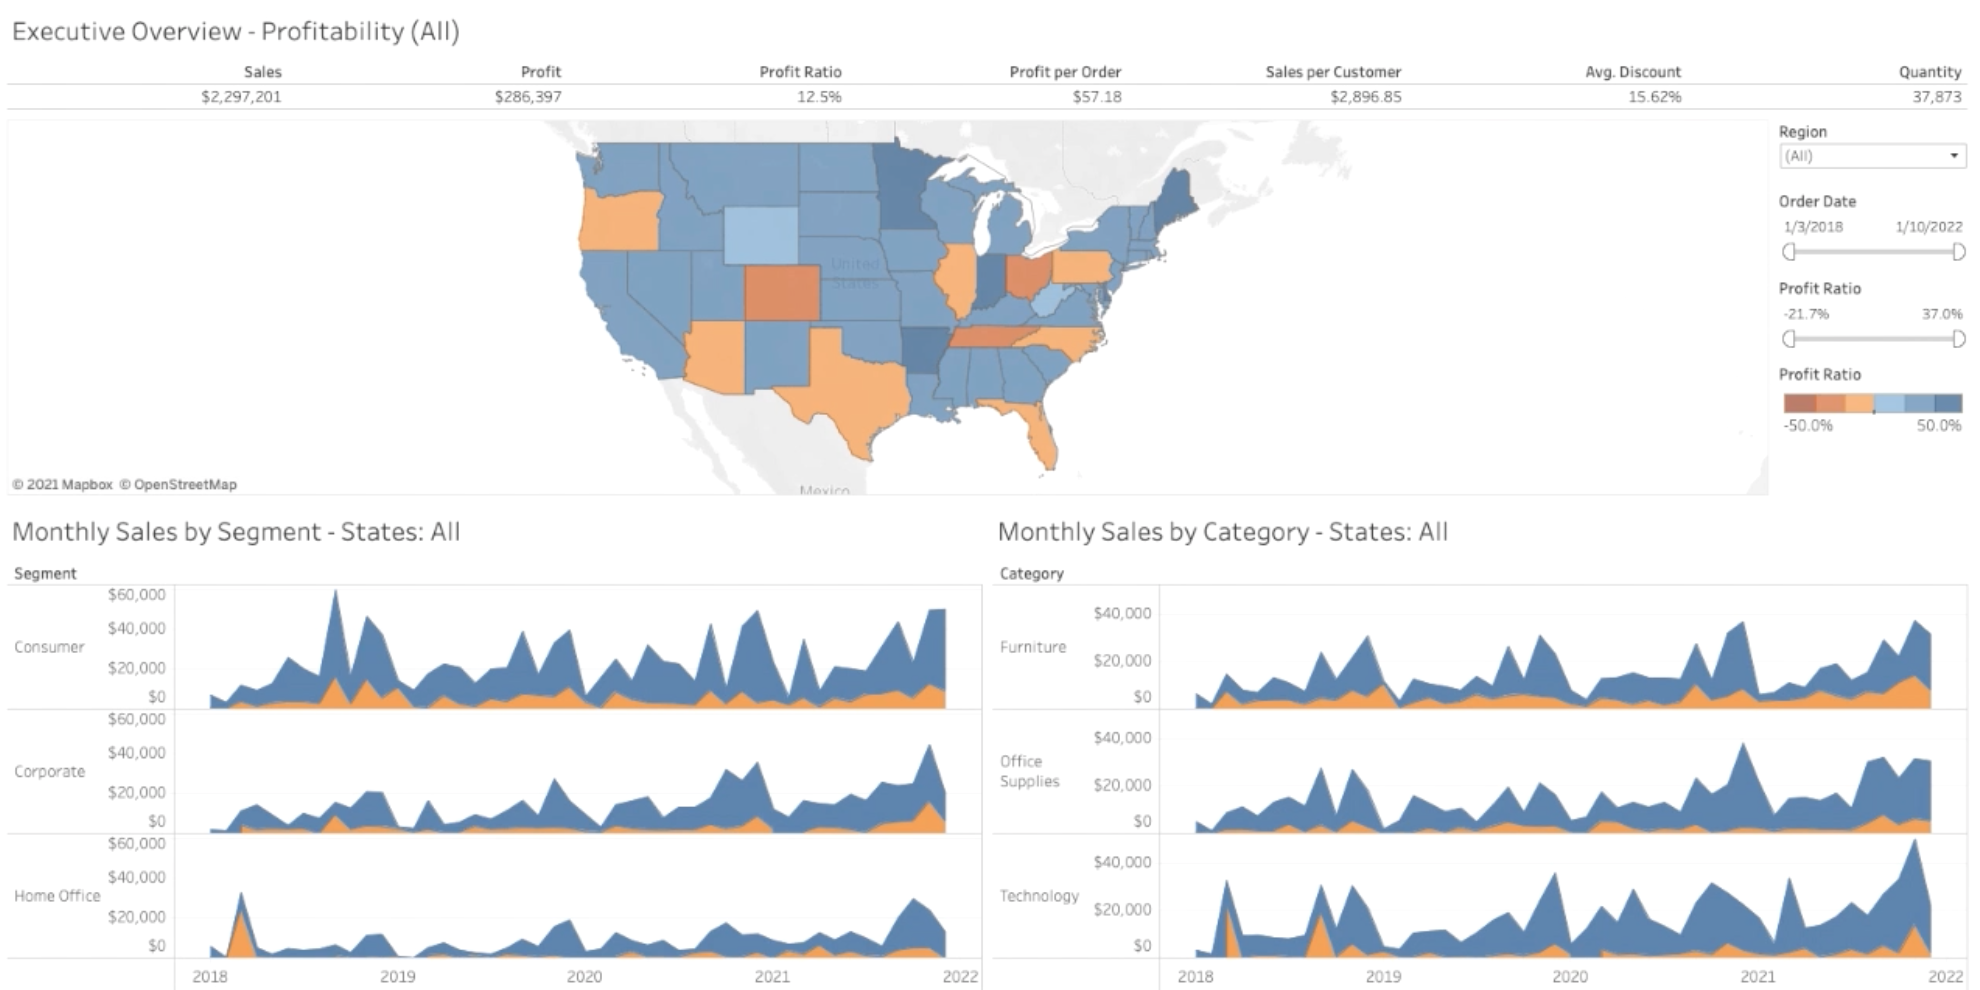 Executive Overview - Profitability (All)
Sales Profit Profit Ratio Profit per Order Sales per Customer Avg. Discount Quantity
$2,297,201 $286,397 12.5% $57.18 $2,896.85 15.62% 37,873
Region
(All)
Order Date
1/3/2018 1/10/2022
Profit Ratio
-21.7% 37.0%
Profit Ratio
-50.0% 50.0%
United
States
Mexico
© 2021 Mapbox © OpenStreetMap
Monthly Sales by Segment - States: All
Segment
Consumer
$60,000
$40,000
$20,000
$0
Corporate
$60,000
$40,000
$20,000
$0
Home Office
$60,000
$40,000
$20,000
$0
2018 2019 2020 2021 2022
Monthly Sales by Category - States: All
Category
Furniture
$40,000
$20,000
$0
Office
Supplies
$40,000
$20,000
$0
Technology
$40,000
$20,000
$0
2018 2019 2020 2021 2022